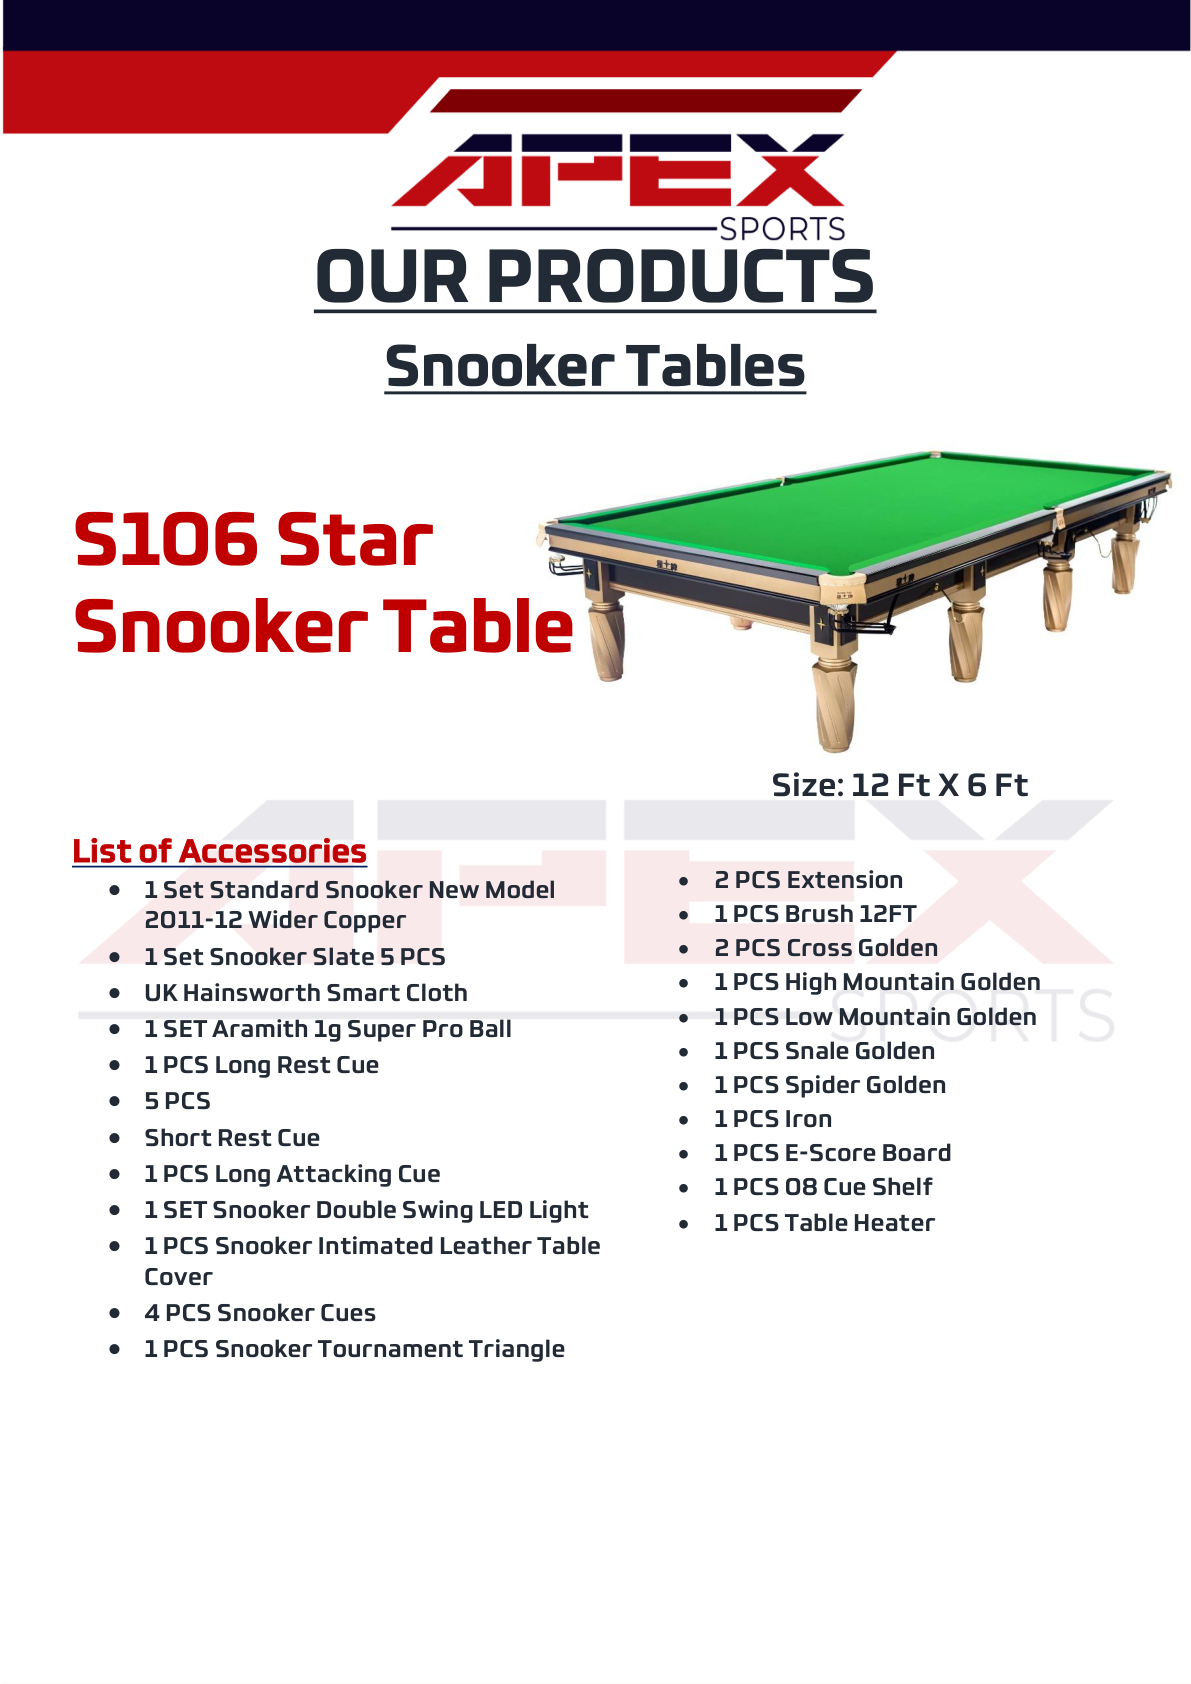 APEX
SPORTS
OUR PRODUCTS
Snooker Tables
S106 Star
Snooker Table
Size: 12 Ft X 6 Ft
List of Accessories
• 1 Set Standard Snooker New Model
2011-12 Wider Copper
• 1 Set Snooker Slate 5 PCS
• UK Hainsworth Smart Cloth
• 1 SET Aramith 1g Super Pro Ball
• 1 PCS Long Rest Cue
• 5 PCS
• Short Rest Cue
• 1 PCS Long Attacking Cue
• 1 SET Snooker Double Swing LED Light
• 1 PCS Snooker Intimated Leather Table
Cover
• 4 PCS Snooker Cues
• 1 PCS Snooker Tournament Triangle
• 2 PCS Extension
• 1 PCS Brush 12FT
• 2 PCS Cross Golden
• 1 PCS High Mountain Golden
• 1 PCS Low Mountain Golden
• 1 PCS Snale Golden
• 1 PCS Spider Golden
• 1 PCS Iron
• 1 PCS E-Score Board
• 1 PCS 08 Cue Shelf
• 1 PCS Table Heater
APEX
SPORTS